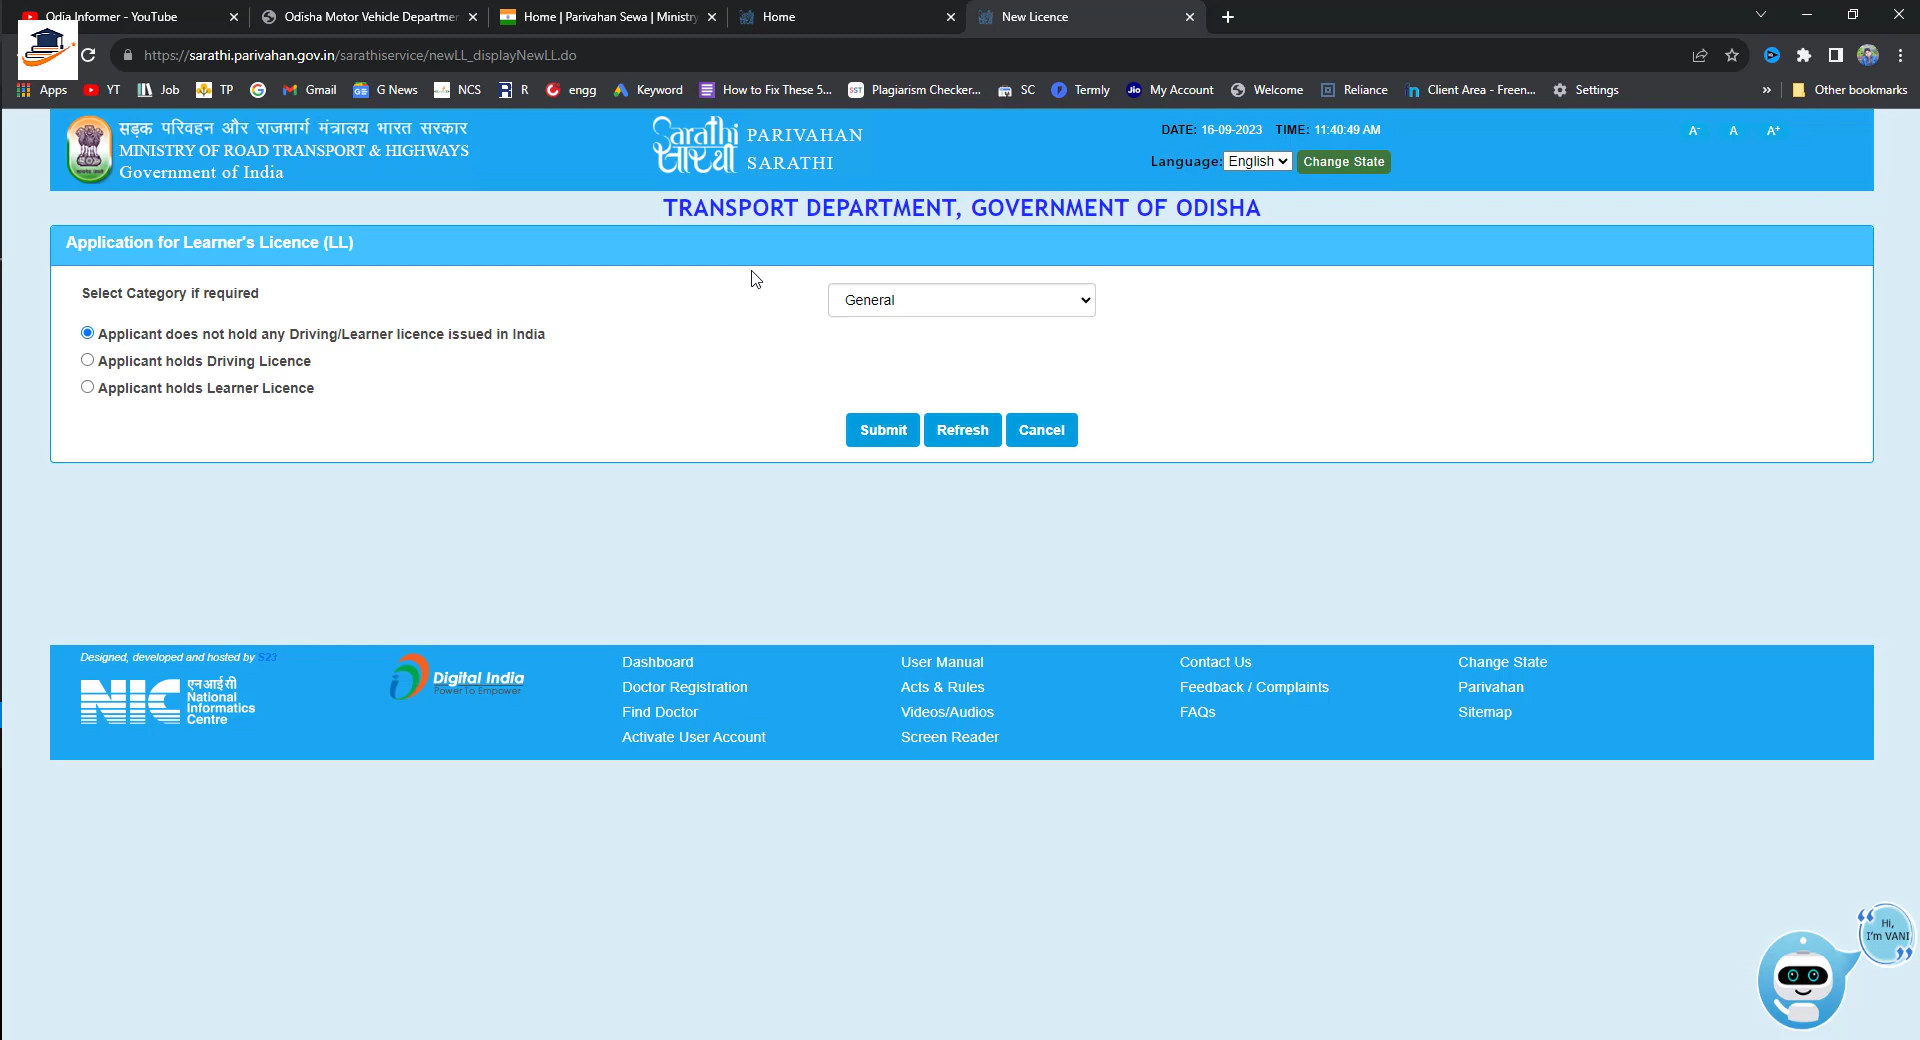 Odia Informer - YouTube
Odisha Motor Vehicle Departmen
Home | Parivahan Sewa | Ministry
Home
New Licence
https://sarathi.parivahan.gov.in/sarathiservice/newLL_displayNewLL.do
Apps
YT
Job
TP
Gmail
G News
NCS
R
engg
Keyword
How to Fix These 5...
SST
Plagiarism Checker...
SC
Termly
Jio
My Account
Welcome
Reliance
Client Area - Freen...
Settings
»
Other bookmarks
सड़क परिवहन और राजमार्ग मंत्रालय भारत सरकार
MINISTRY OF ROAD TRANSPORT & HIGHWAYS
Government of India
Sarathi
सारथी
PARIVAHAN
SARATHI
DATE: 16-09-2023 TIME: 11:40:49 AM
Language: English
Change State
A-
A
A+
TRANSPORT DEPARTMENT, GOVERNMENT OF ODISHA
Application for Learner's Licence (LL)
Select Category if required
General
Applicant does not hold any Driving/Learner licence issued in India
Applicant holds Driving Licence
Applicant holds Learner Licence
Submit
Refresh
Cancel
Designed, developed and hosted by S23
NIC
एनआईसी
National
Informatics
Centre
Digital India
Power To Empower
Dashboard
Doctor Registration
Find Doctor
Activate User Account
User Manual
Acts & Rules
Videos/Audios
Screen Reader
Contact Us
Feedback / Complaints
FAQs
Change State
Parivahan
Sitemap
Hi,
I'm VANI